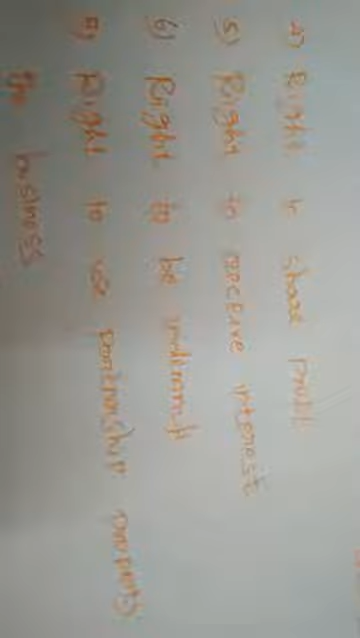 4) Right to share profit
5) Right to receive interest
6) Right to be
7) Right to use partnership property
the business